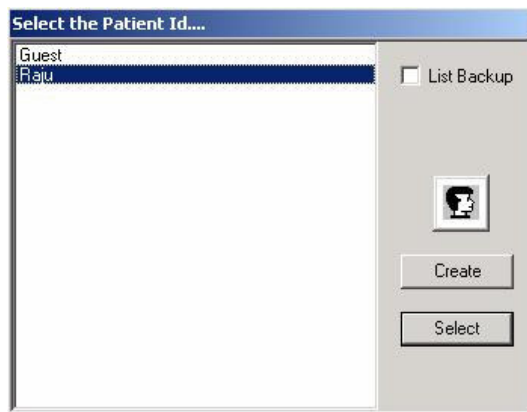 Select the Patient Id....
Guest
Raju
List Backup
Create
Select